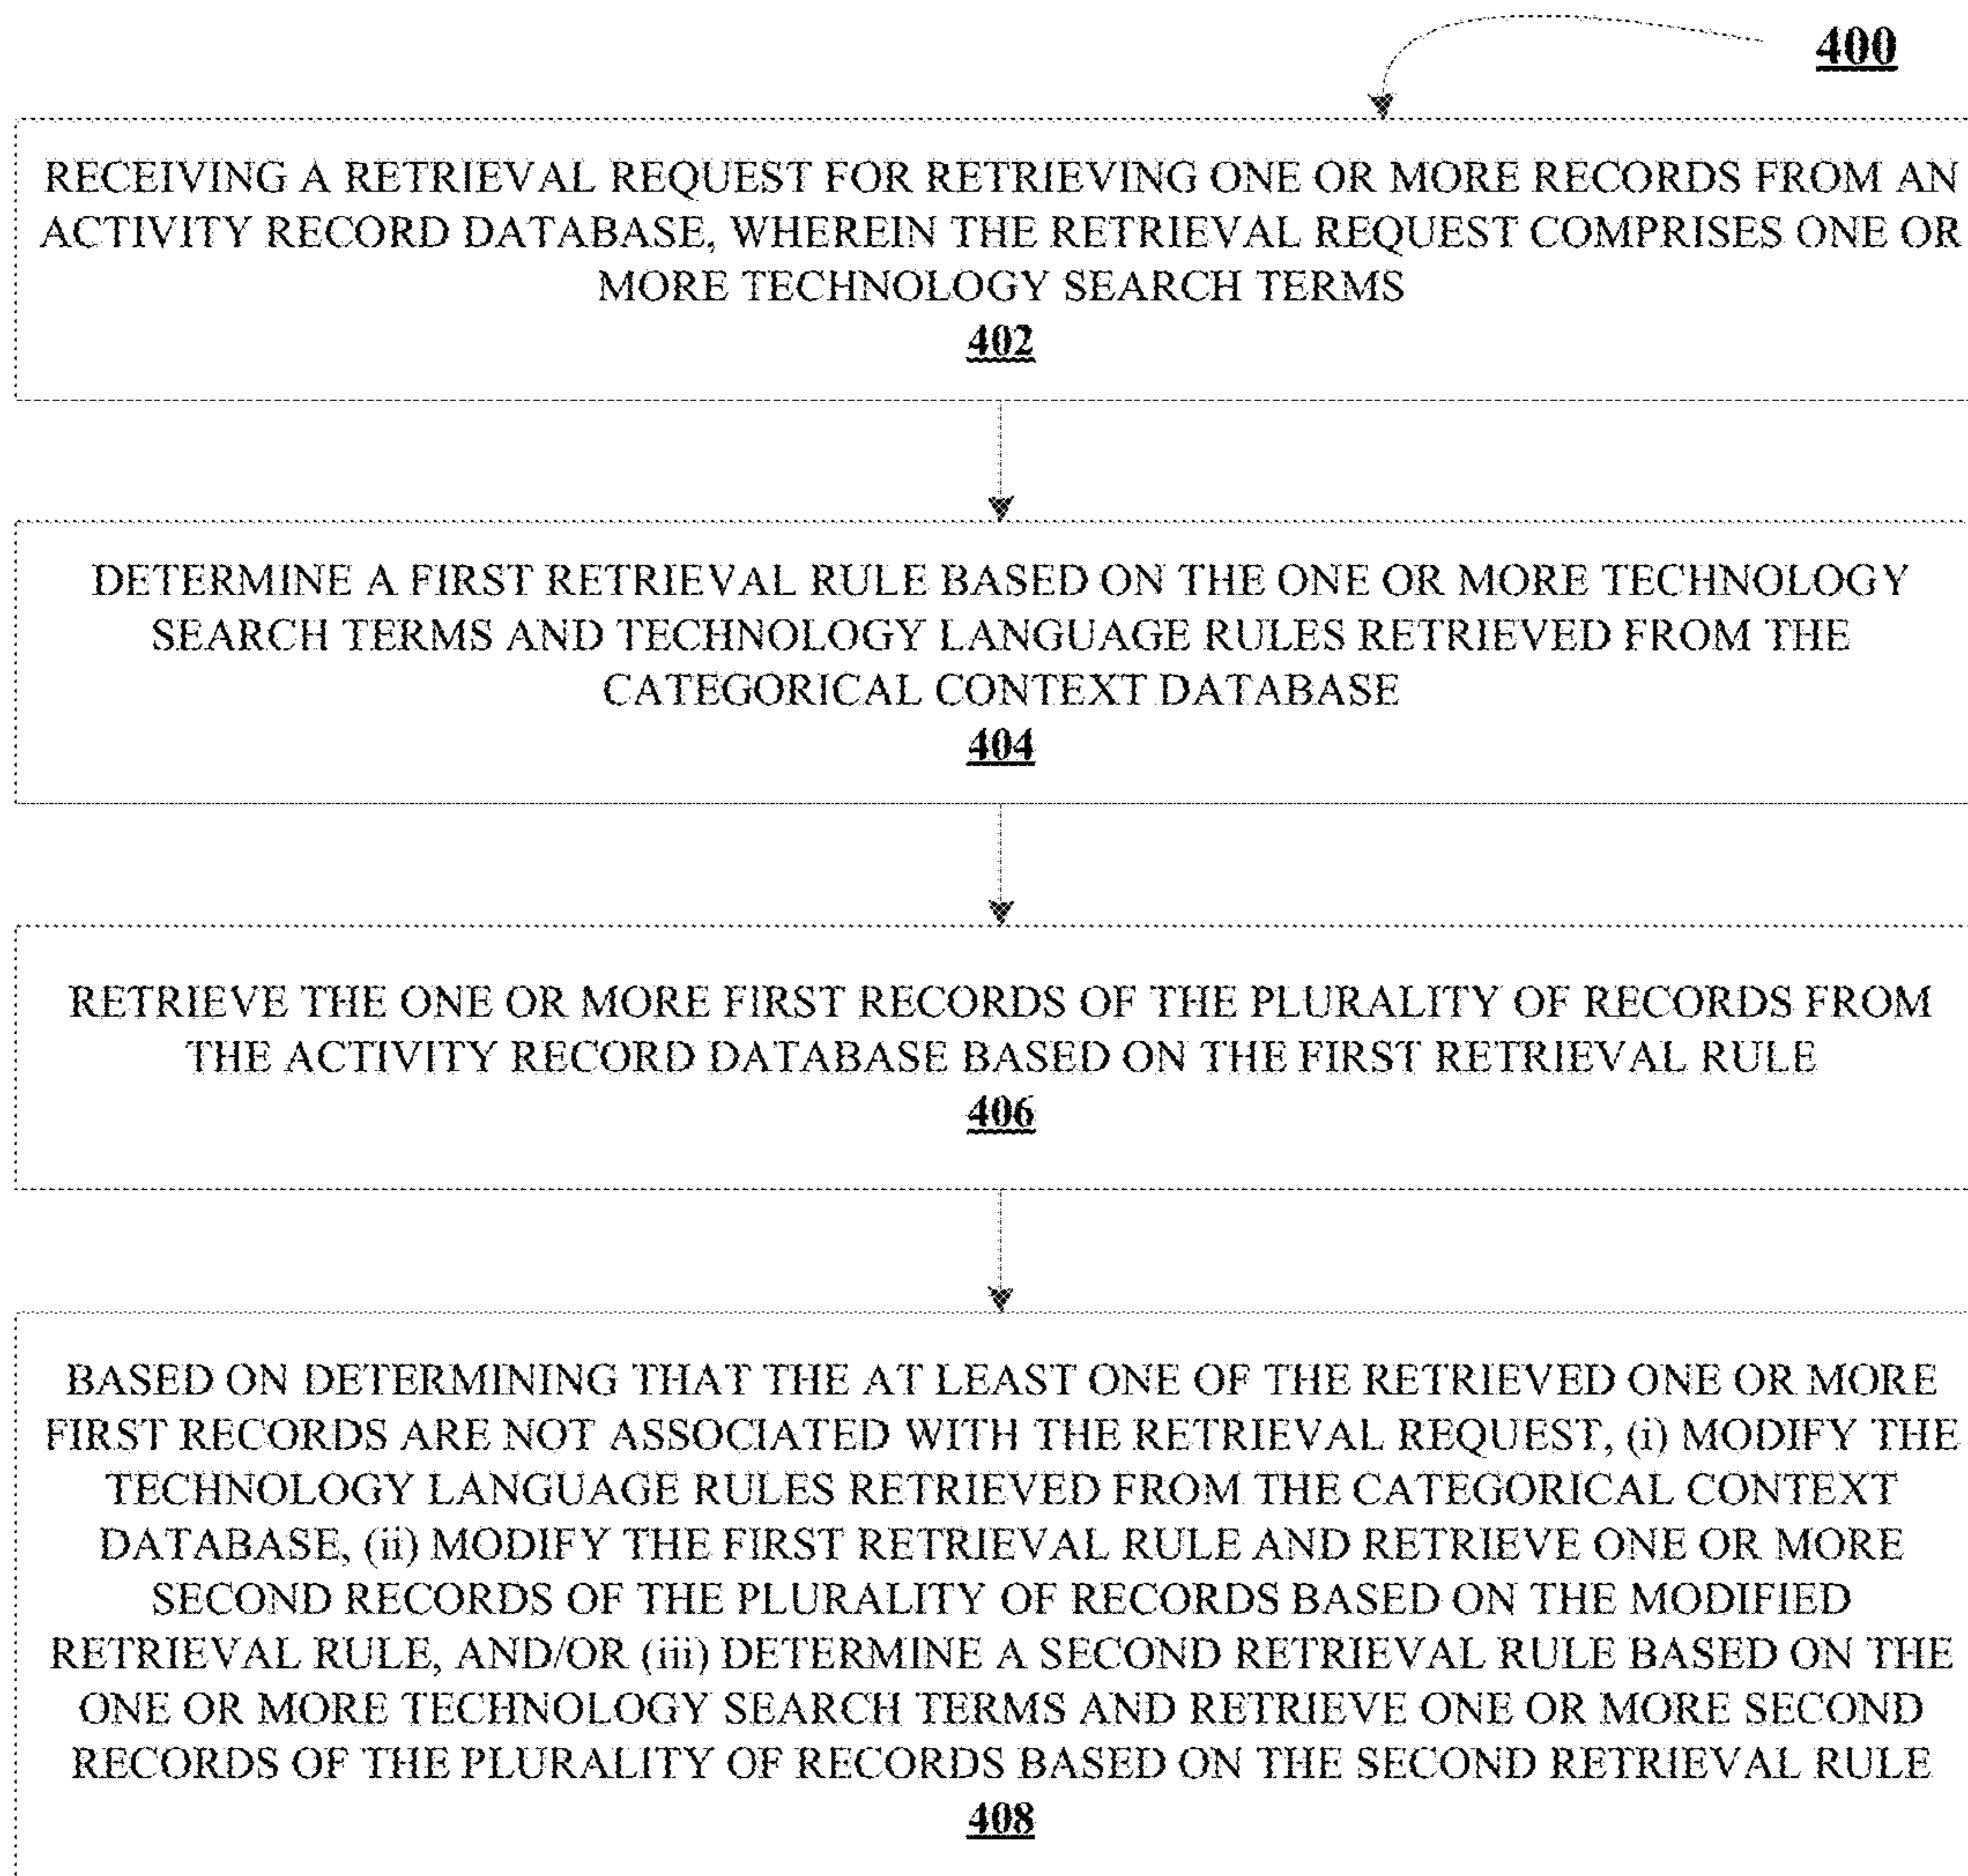 400
RECEIVING A RETRIEVAL REQUEST FOR RETRIEVING ONE OR MORE RECORDS FROM AN
ACTIVITY RECORD DATABASE, WHEREIN THE RETRIEVAL REQUEST COMPRISES ONE OR
MORE TECHNOLOGY SEARCH TERMS
402
DETERMINE A FIRST RETRIEVAL RULE BASED ON THE ONE OR MORE TECHNOLOGY
SEARCH TERMS AND TECHNOLOGY LANGUAGE RULES RETRIEVED FROM THE
CATEGORICAL CONTEXT DATABASE
404
RETRIEVE THE ONE OR MORE FIRST RECORDS OF THE PLURALITY OF RECORDS FROM
THE ACTIVITY RECORD DATABASE BASED ON THE FIRST RETRIEVAL RULE
406
BASED ON DETERMINING THAT THE AT LEAST ONE OF THE RETRIEVED ONE OR MORE
FIRST RECORDS ARE NOT ASSOCIATED WITH THE RETRIEVAL REQUEST, (i) MODIFY THE
TECHNOLOGY LANGUAGE RULES RETRIEVED FROM THE CATEGORICAL CONTEXT
DATABASE, (ii) MODIFY THE FIRST RETRIEVAL RULE AND RETRIEVE ONE OR MORE
SECOND RECORDS OF THE PLURALITY OF RECORDS BASED ON THE MODIFIED
RETRIEVAL RULE, AND/OR (iii) DETERMINE A SECOND RETRIEVAL RULE BASED ON THE
ONE OR MORE TECHNOLOGY SEARCH TERMS AND RETRIEVE ONE OR MORE SECOND
RECORDS OF THE PLURALITY OF RECORDS BASED ON THE SECOND RETRIEVAL RULE
408